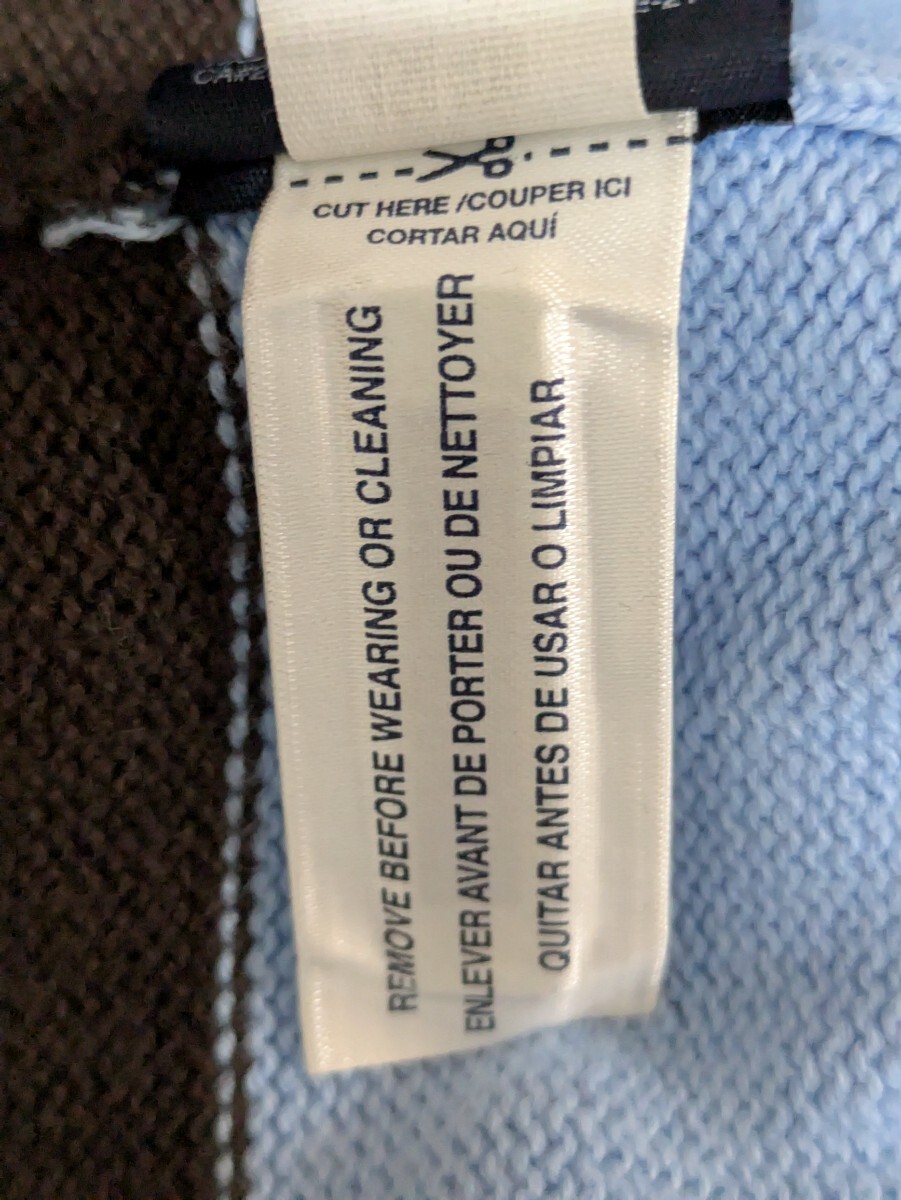 CUT HERE /COUPER ICI
CORTAR AQUÍ
REMOVE BEFORE WEARING OR CLEANING
ENLEVER AVANT DE PORTER OU DE NETTOYER
QUITAR ANTES DE USAR O LIMPIAR